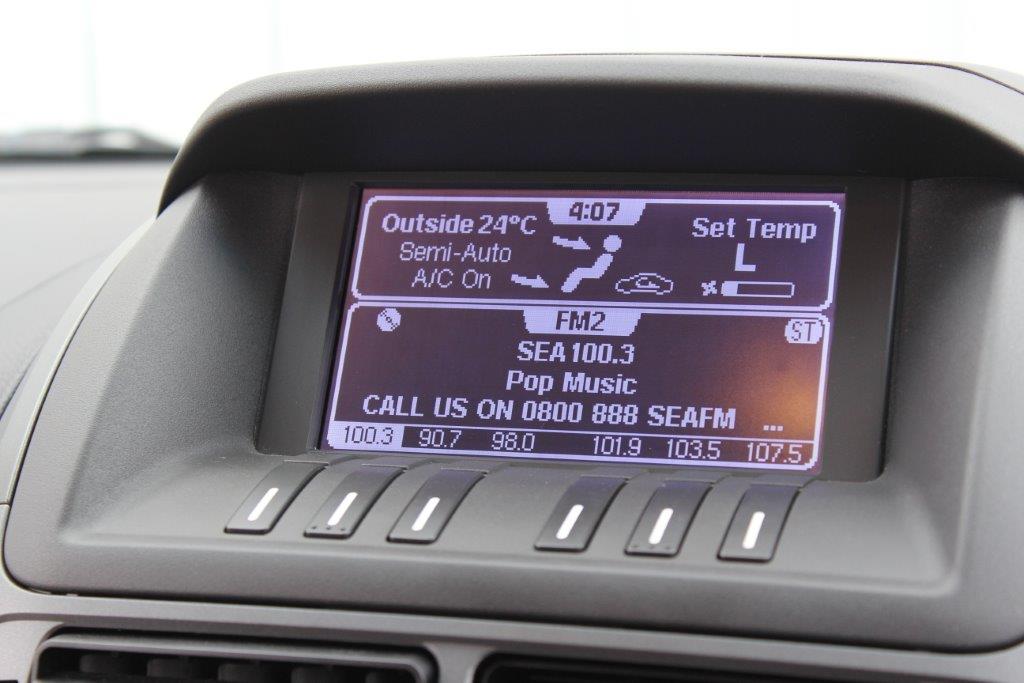 4:07
Outside 24°C
Set Temp
Semi-Auto
L
A/C On
FM2
ST
SEA 100.3
Pop Music
CALL US ON 0800 888 SEAFM ...
100.3 90.7 98.0 101.9 103.5 107.5